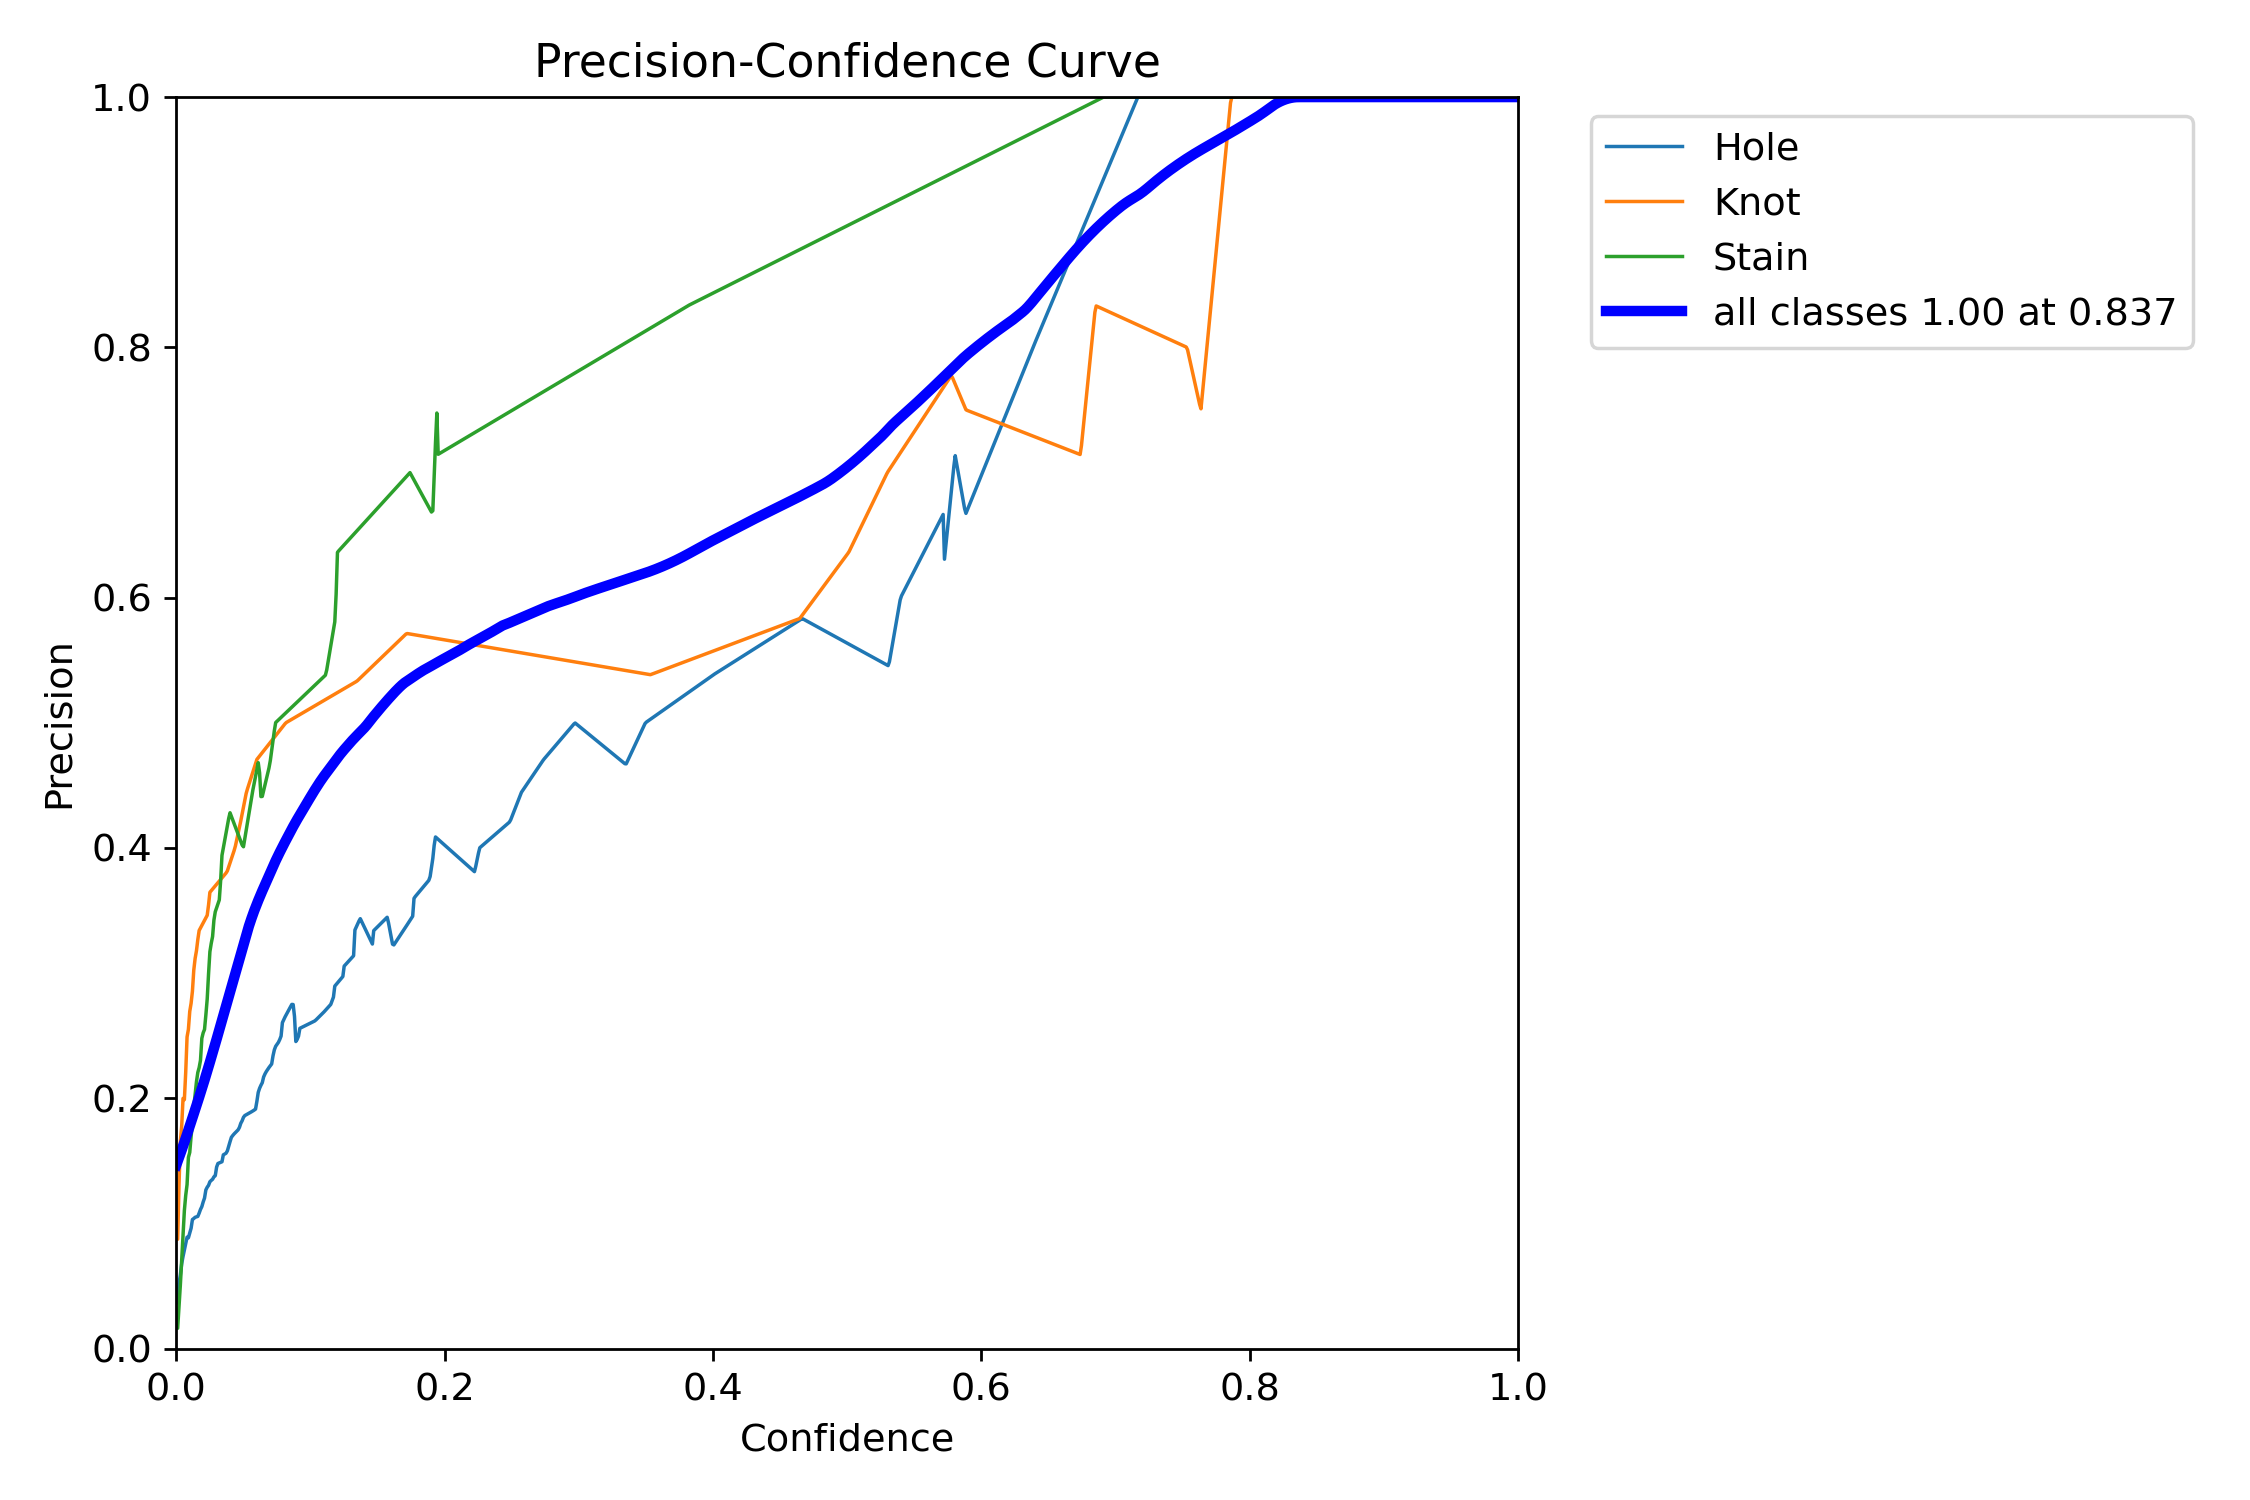 Precision-Confidence Curve
1.0
0.8
0.6
0.4
0.2
0.0
Precision
0.0 0.2 0.4 0.6 0.8 1.0
Confidence
Hole
Knot
Stain
all classes 1.00 at 0.837